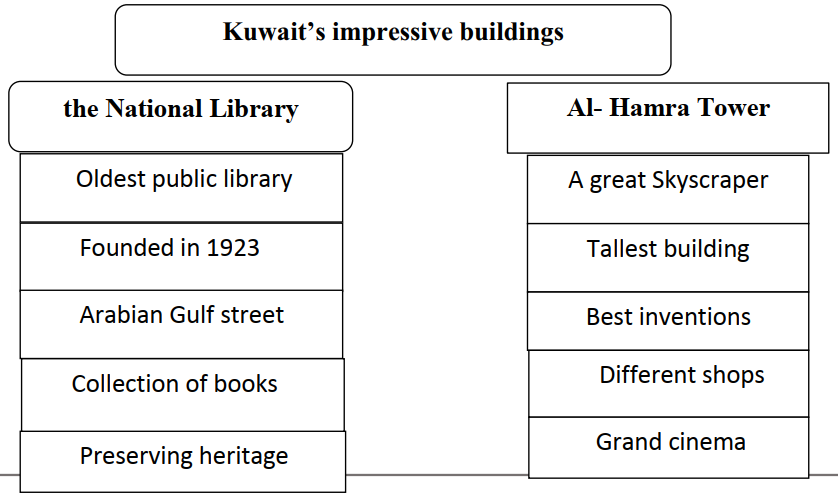 Kuwait's impressive buildings
the National Library
Oldest public library
Founded in 1923
Arabian Gulf street
Collection of books
Preserving heritage
Al- Hamra Tower
A great Skyscraper
Tallest building
Best inventions
Different shops
Grand cinema